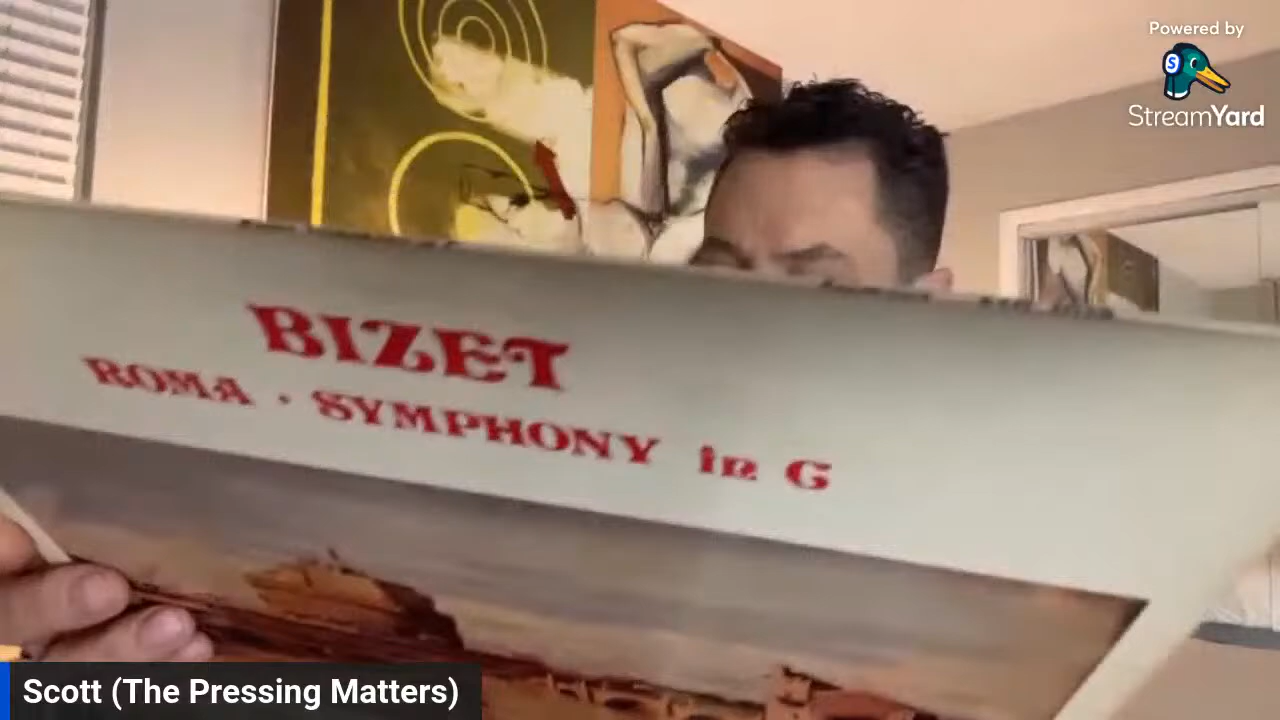 Powered by
StreamYard
BIZET
ROMA · SYMPHONY in G
Scott (The Pressing Matters)